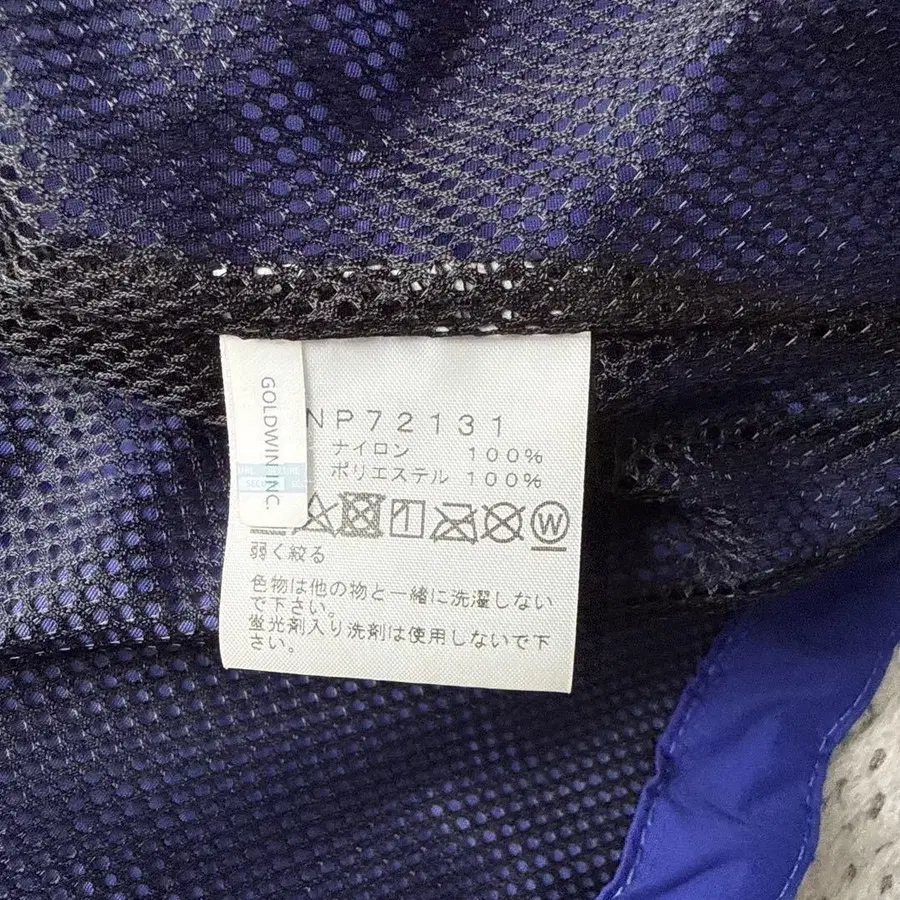 GOLDWIN INC.
SECURE
NP72131
ナイロン 100%
ポリエステル 100%
W
弱く絞る
色物は他の物と一緒に洗濯しない
で下さい。
蛍光剤入り洗剤は使用しないで下
さい。